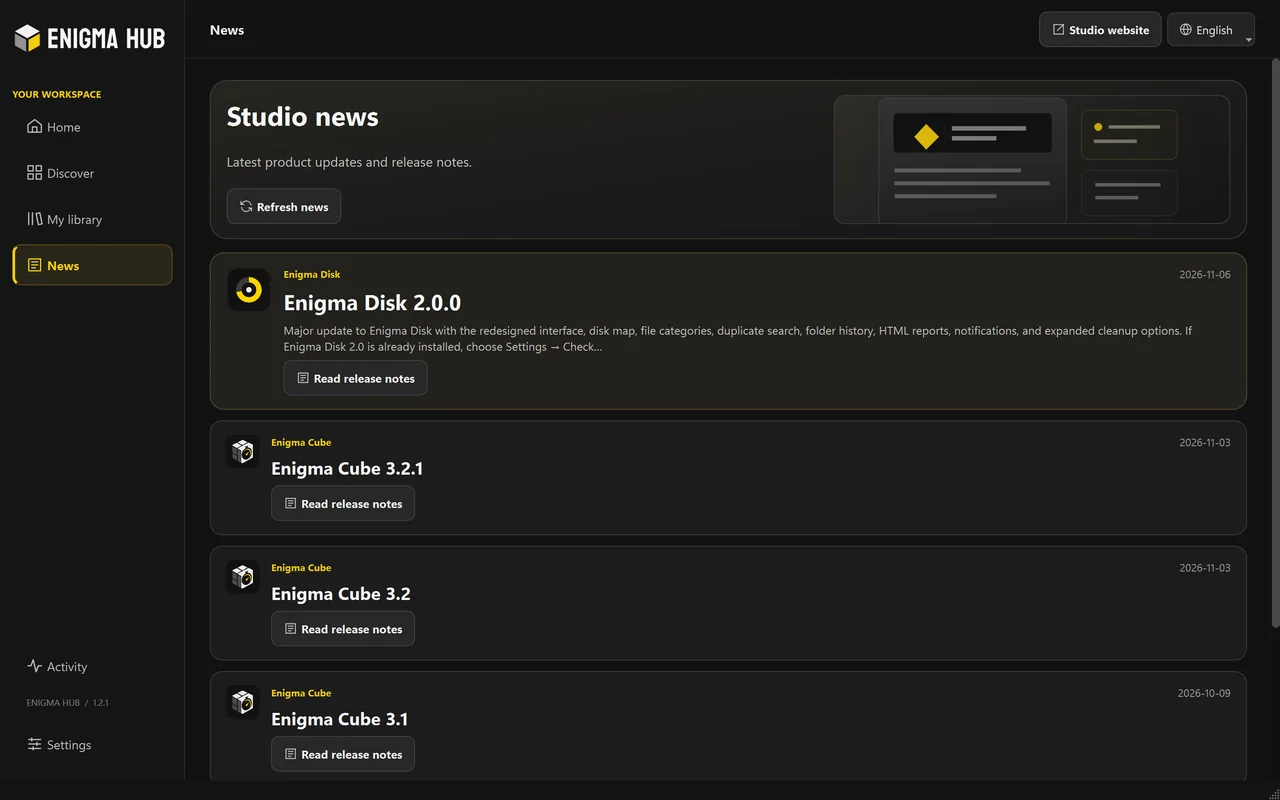 ENIGMA HUB
YOUR WORKSPACE
Home
Discover
My library
News
Activity
ENIGMA HUB / 1.2.1
Settings
News
Studio website
English
Studio news
Latest product updates and release notes.
Refresh news
Enigma Disk
2026-11-06
Enigma Disk 2.0.0
Major update to Enigma Disk with the redesigned interface, disk map, file categories, duplicate search, folder history, HTML reports, notifications, and expanded cleanup options. If
Enigma Disk 2.0 is already installed, choose Settings → Check...
Read release notes
Enigma Cube
2026-11-03
Enigma Cube 3.2.1
Read release notes
Enigma Cube
2026-11-03
Enigma Cube 3.2
Read release notes
Enigma Cube
2026-10-09
Enigma Cube 3.1
Read release notes